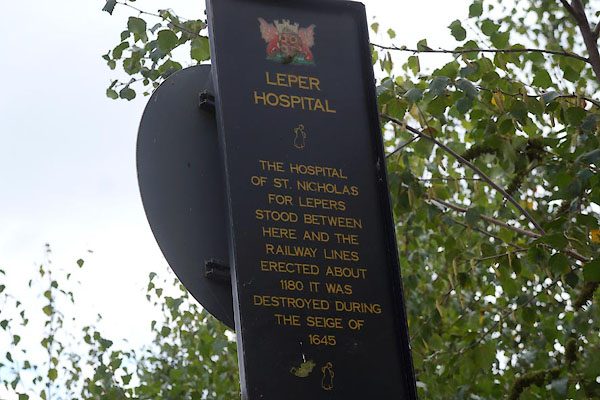 LEPER
HOSPITAL
THE HOSPITAL
OF ST. NICHOLAS
FOR LEPERS
STOOD BETWEEN
HERE AND THE
RAILWAY LINES
ERECTED ABOUT
1180 IT WAS
DESTROYED DURING
THE SEIGE OF
1645